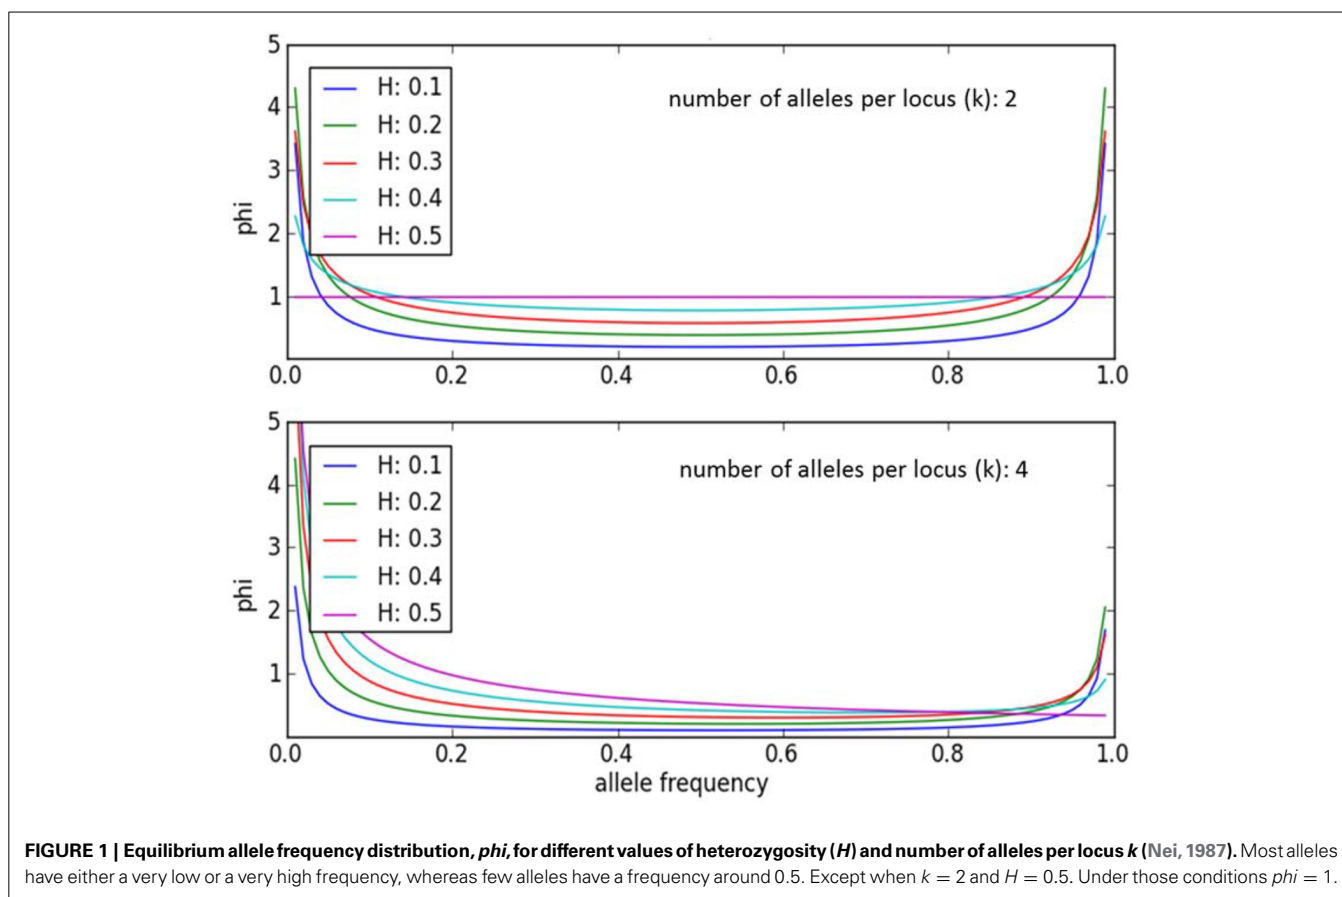 5
4
3
2
1
phi
H: 0.1
H: 0.2
H: 0.3
H: 0.4
H: 0.5
number of alleles per locus (k): 2
0.0 0.2 0.4 0.6 0.8 1.0
5
4
3
2
1
phi
H: 0.1
H: 0.2
H: 0.3
H: 0.4
H: 0.5
number of alleles per locus (k): 4
0.0 0.2 0.4 0.6 0.8 1.0
allele frequency
FIGURE 1 | Equilibrium allele frequency distribution, phi, for different values of heterozygosity (H) and number of alleles per locus k (Nei, 1987). Most alleles
have either a very low or a very high frequency, whereas few alleles have a frequency around 0.5. Except when k = 2 and H = 0.5. Under those conditions phi = 1.